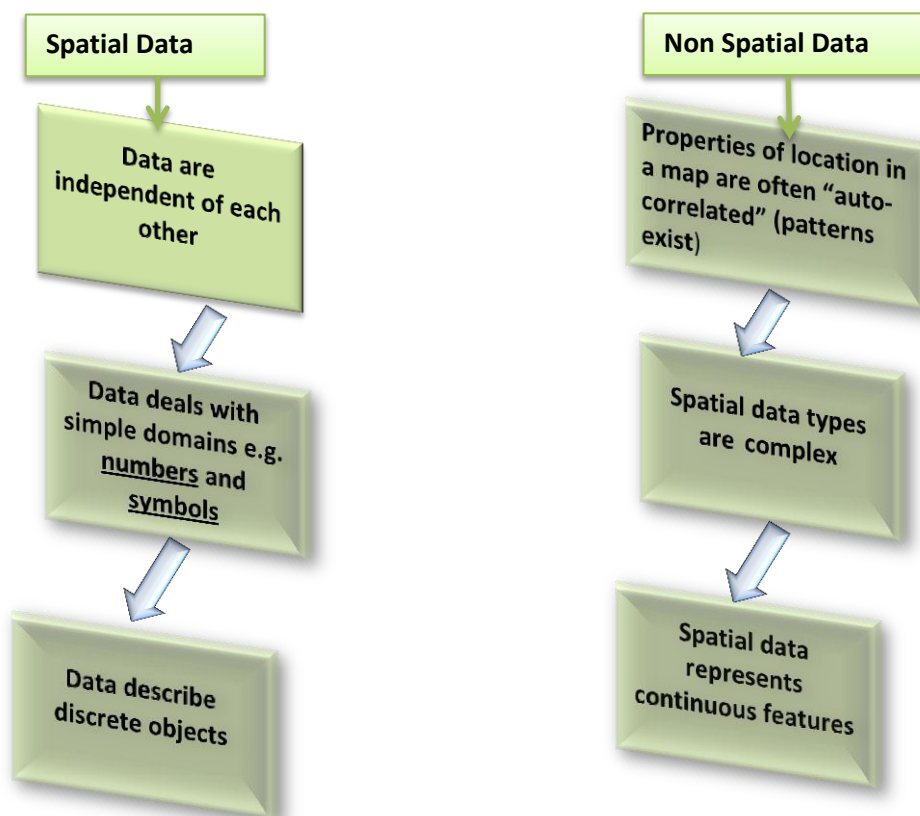 Spatial Data
Data are
independent of each
other
Data deals with
simple domains e.g.
numbers and
symbols
Data describe
discrete objects
Non Spatial Data
Properties of location in
a map are often “auto-
correlated” (patterns
exist)
Spatial data types
are complex
Spatial data
represents
continuous features